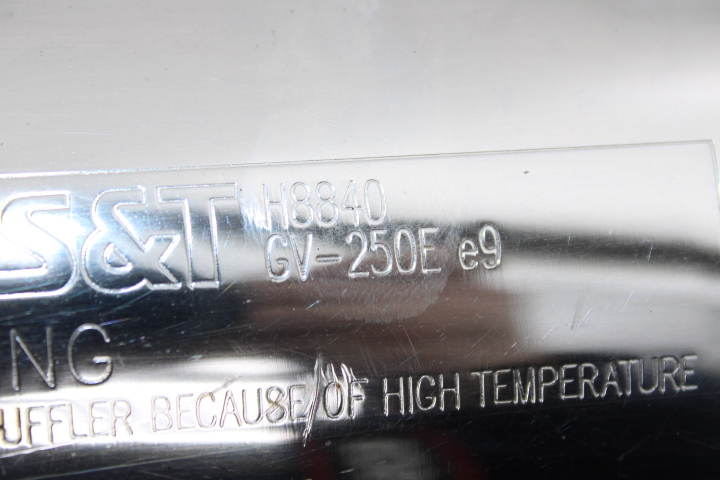 S&T H8840
GV-250E e9
NG
UFFLER BECAUSE OF HIGH TEMPERATURE